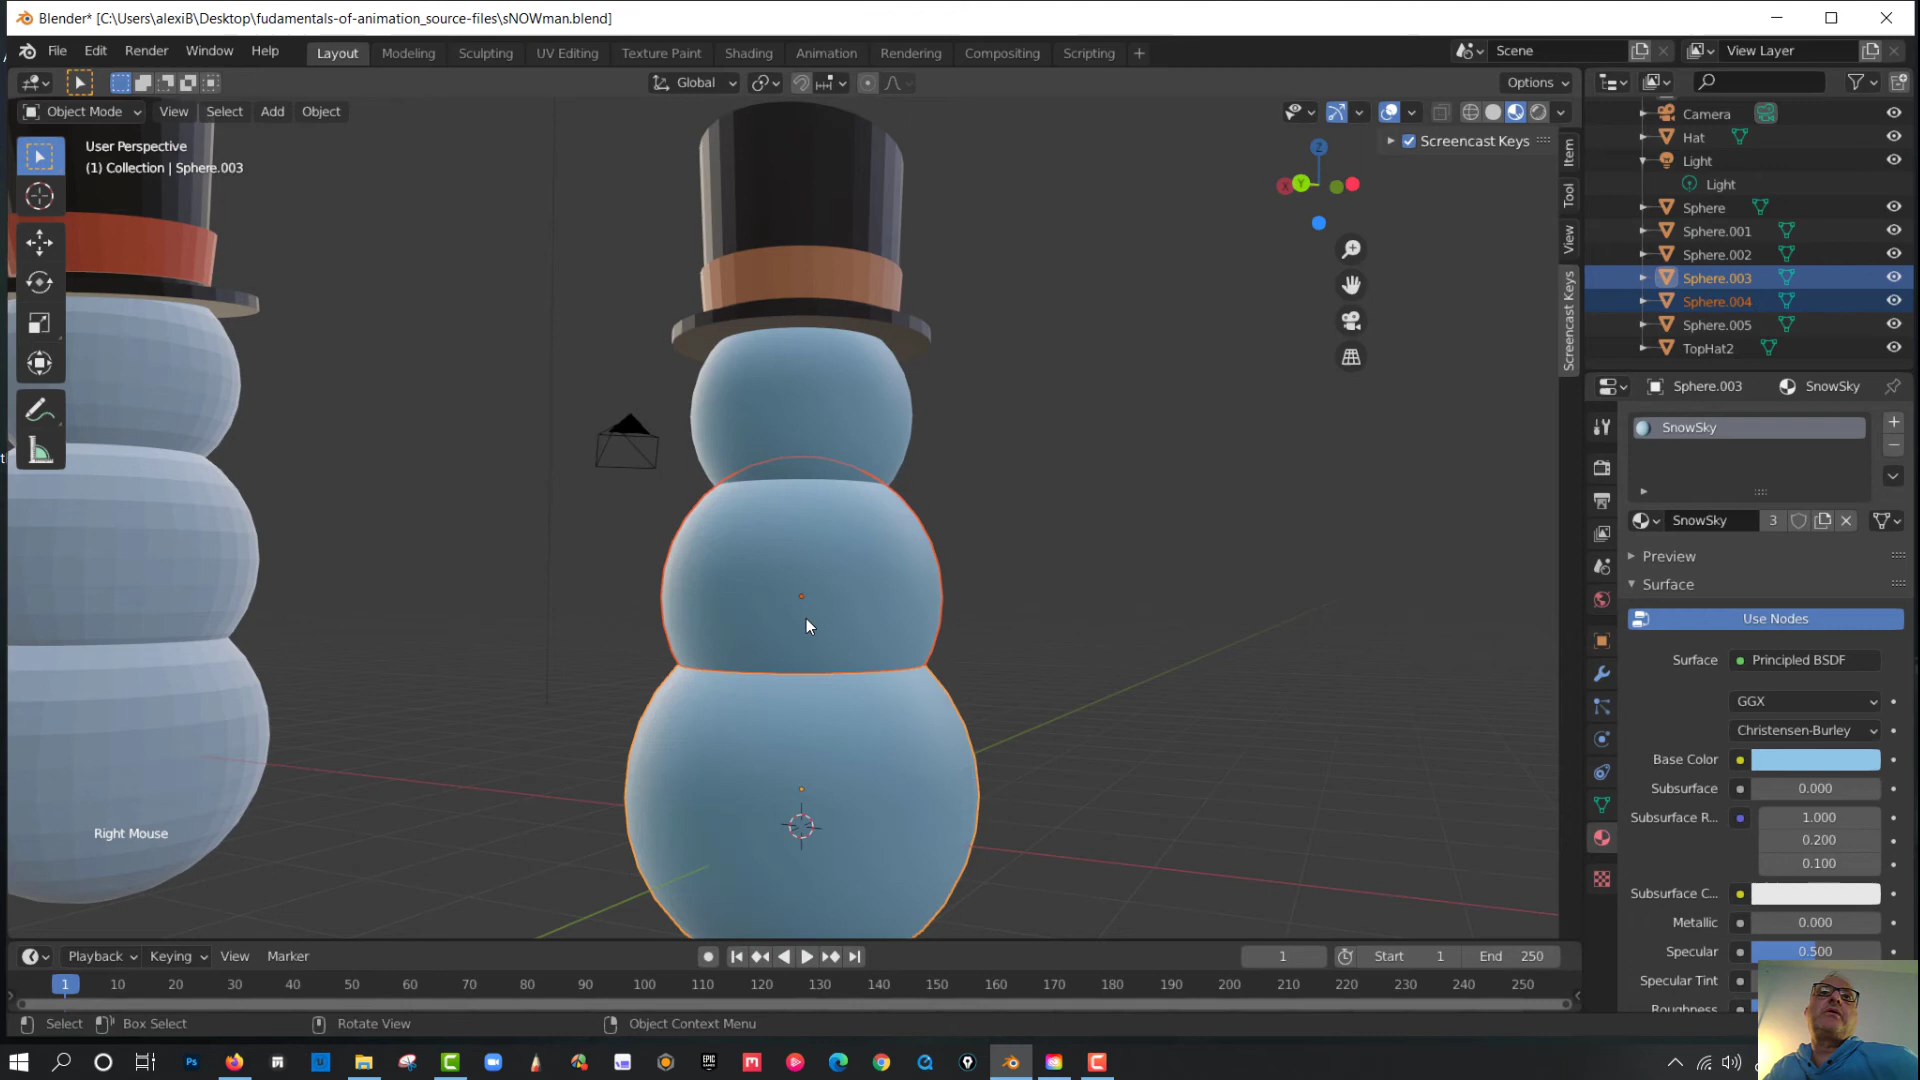 Blender* [C:\Users\alexiB\Desktop\fudamentals-of-animation_source-files\sNOWman.blend]
File Edit Render Window Help Layout Modeling Sculpting UV Editing Texture Paint Shading Animation Rendering Compositing Scripting + Scene View Layer
Global Options
Object Mode View Select Add Object
User Perspective
(1) Collection | Sphere.003
Screencast Keys
Item
Tool
View
Screencast Keys
Z
X
Y
Camera
Hat
Light
Light
Sphere
Sphere.001
Sphere.002
Sphere.003
Sphere.004
Sphere.005
TopHat2
Sphere.003 SnowSky
SnowSky
SnowSky 3
Preview
Surface
Use Nodes
Surface Principled BSDF
GGX
Christensen-Burley
Base Color
Subsurface 0.000
Subsurface R... 1.000
0.200
0.100
Subsurface C...
Metallic 0.000
Specular 0.500
Specular Tint
Roughness
Right Mouse
Playback Keying View Marker 1 Start 1 End 250
1 10 20 30 40 50 60 70 80 90 100 110 120 130 140 150 160 170 180 190 200 210 220 230 240 250
Select Box Select Rotate View Object Context Menu
Ps
EPIC GAMES